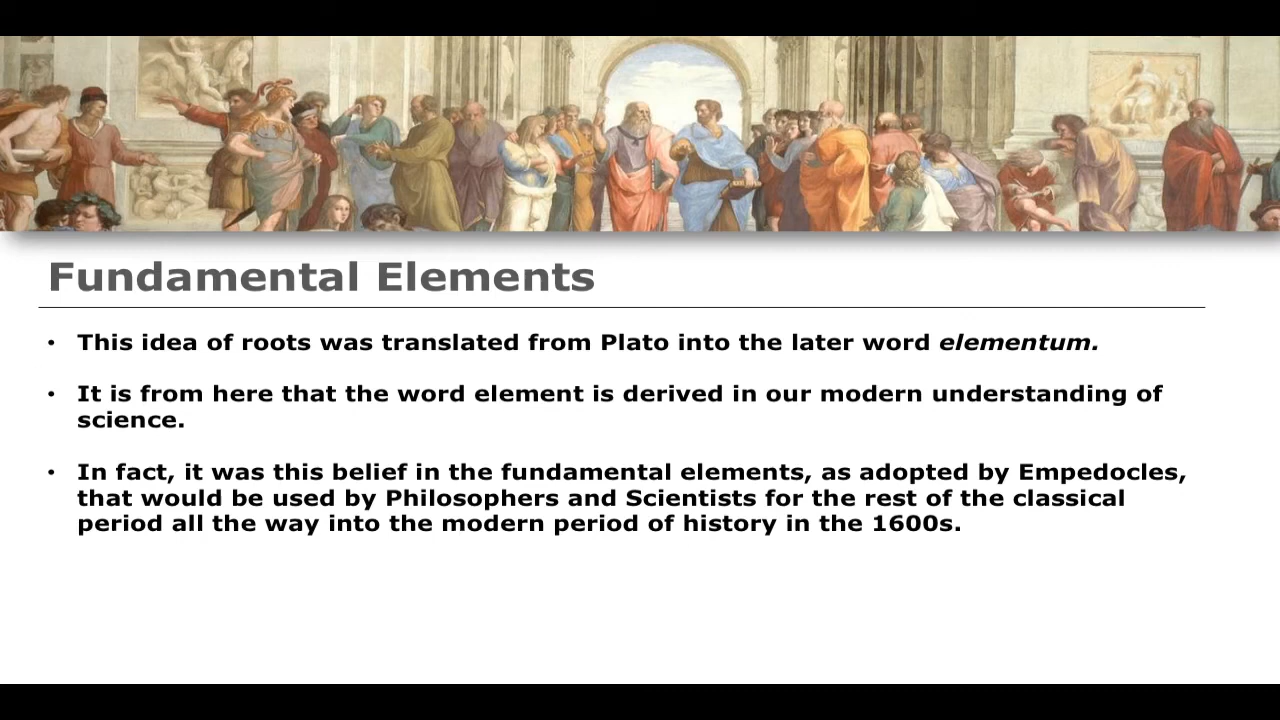 Fundamental Elements
• This idea of roots was translated from Plato into the later word elementum.
• It is from here that the word element is derived in our modern understanding of
science.
• In fact, it was this belief in the fundamental elements, as adopted by Empedocles,
that would be used by Philosophers and Scientists for the rest of the classical
period all the way into the modern period of history in the 1600s.